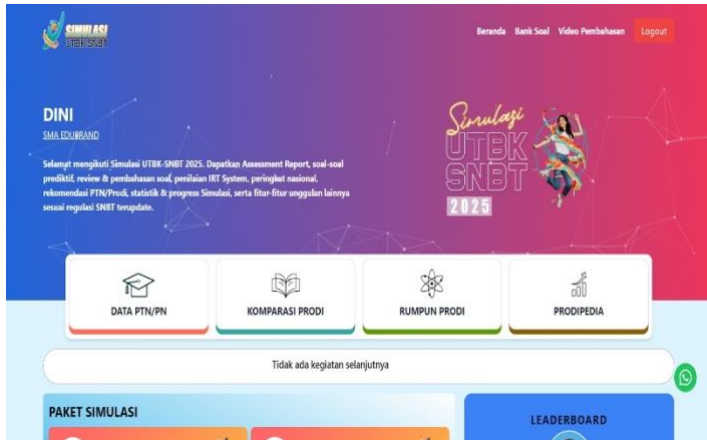 SIMULASI
UTBK-SNBT
Beranda Bank Soal Video Pembahasan Logout
DINI
SMA EDUBRAND
Selamat mengikuti Simulasi UTBK-SNBT 2025. Dapatkan Assessment Report, soal-soal
prediktif, review & pembahasan soal, penilaian IRT System, peringkat nasional,
rekomendasi PTN/Prodi, statistik & progress Simulasi, serta fitur-fitur unggulan lainnya
sesuai regulasi SNBT terupdate.
Simulasi
UTBK
SNBT
2025
DATA PTN/PN
KOMPARASI PRODI
RUMPUN PRODI
PRODIPEDIA
Tidak ada kegiatan selanjutnya
PAKET SIMULASI
LEADERBOARD